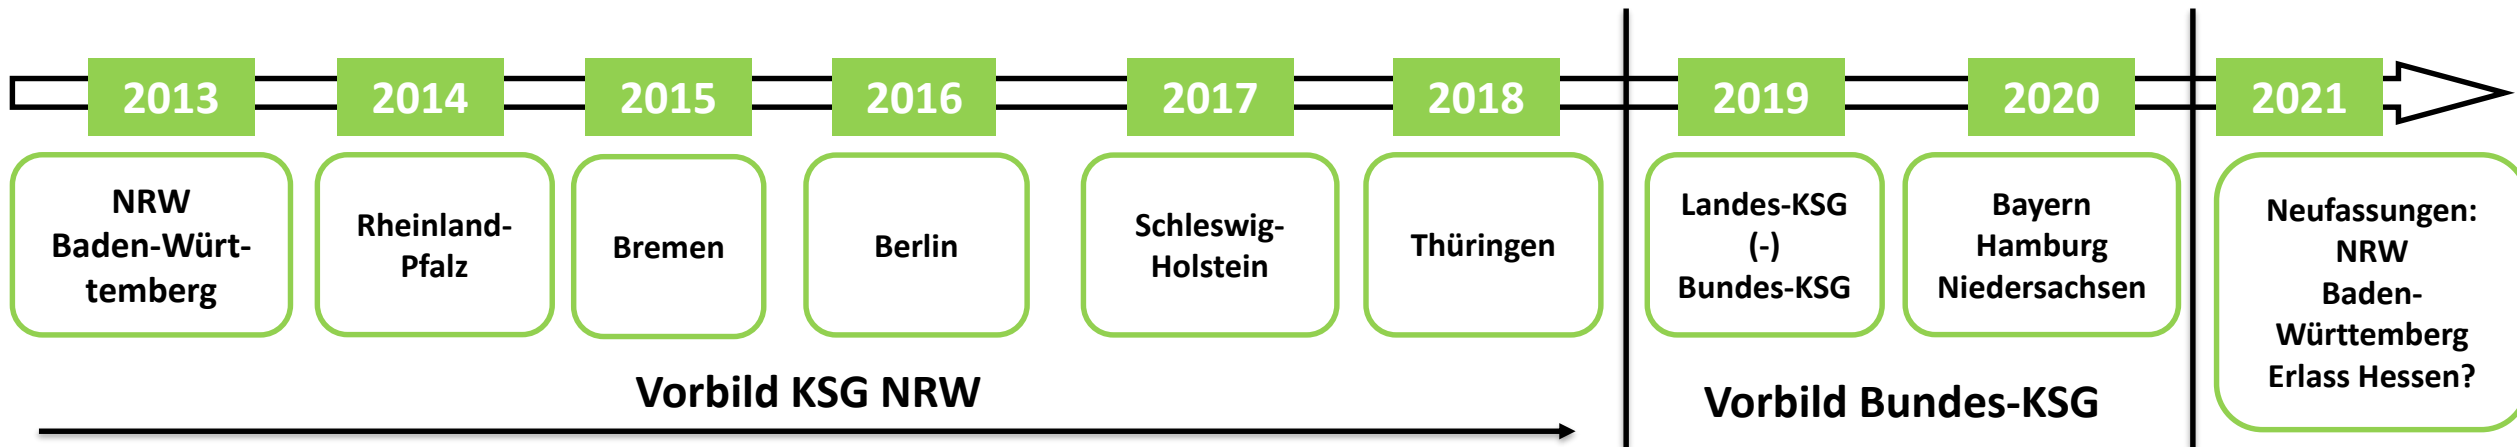 2013
2014
2015
2016
2017
2018
2019
2020
2021
NRW
Baden-Würt-
temberg
Rheinland-
Pfalz
Bremen
Berlin
Schleswig-
Holstein
Thüringen
Landes-KSG
(-)
Bundes-KSG
Bayern
Hamburg
Niedersachsen
Neufassungen:
NRW
Baden-
Württemberg
Erlass Hessen?
Vorbild KSG NRW
Vorbild Bundes-KSG